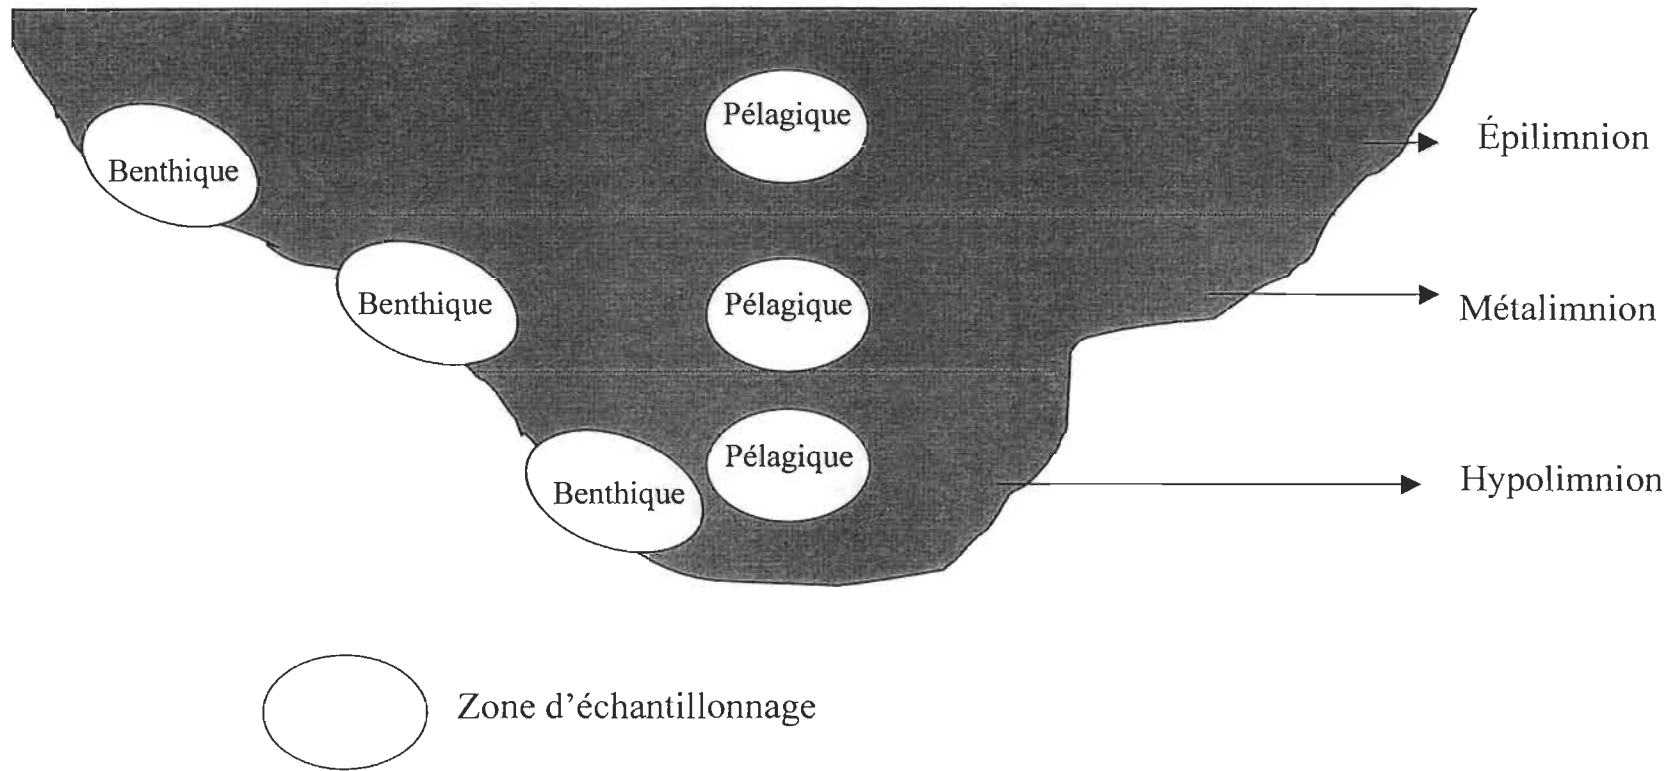 Pélagique
Épilimnion
Benthique
Benthique
Pélagique
Métalimnion
Pélagique
Hypolimnion
Benthique
Zone d'échantillonnage